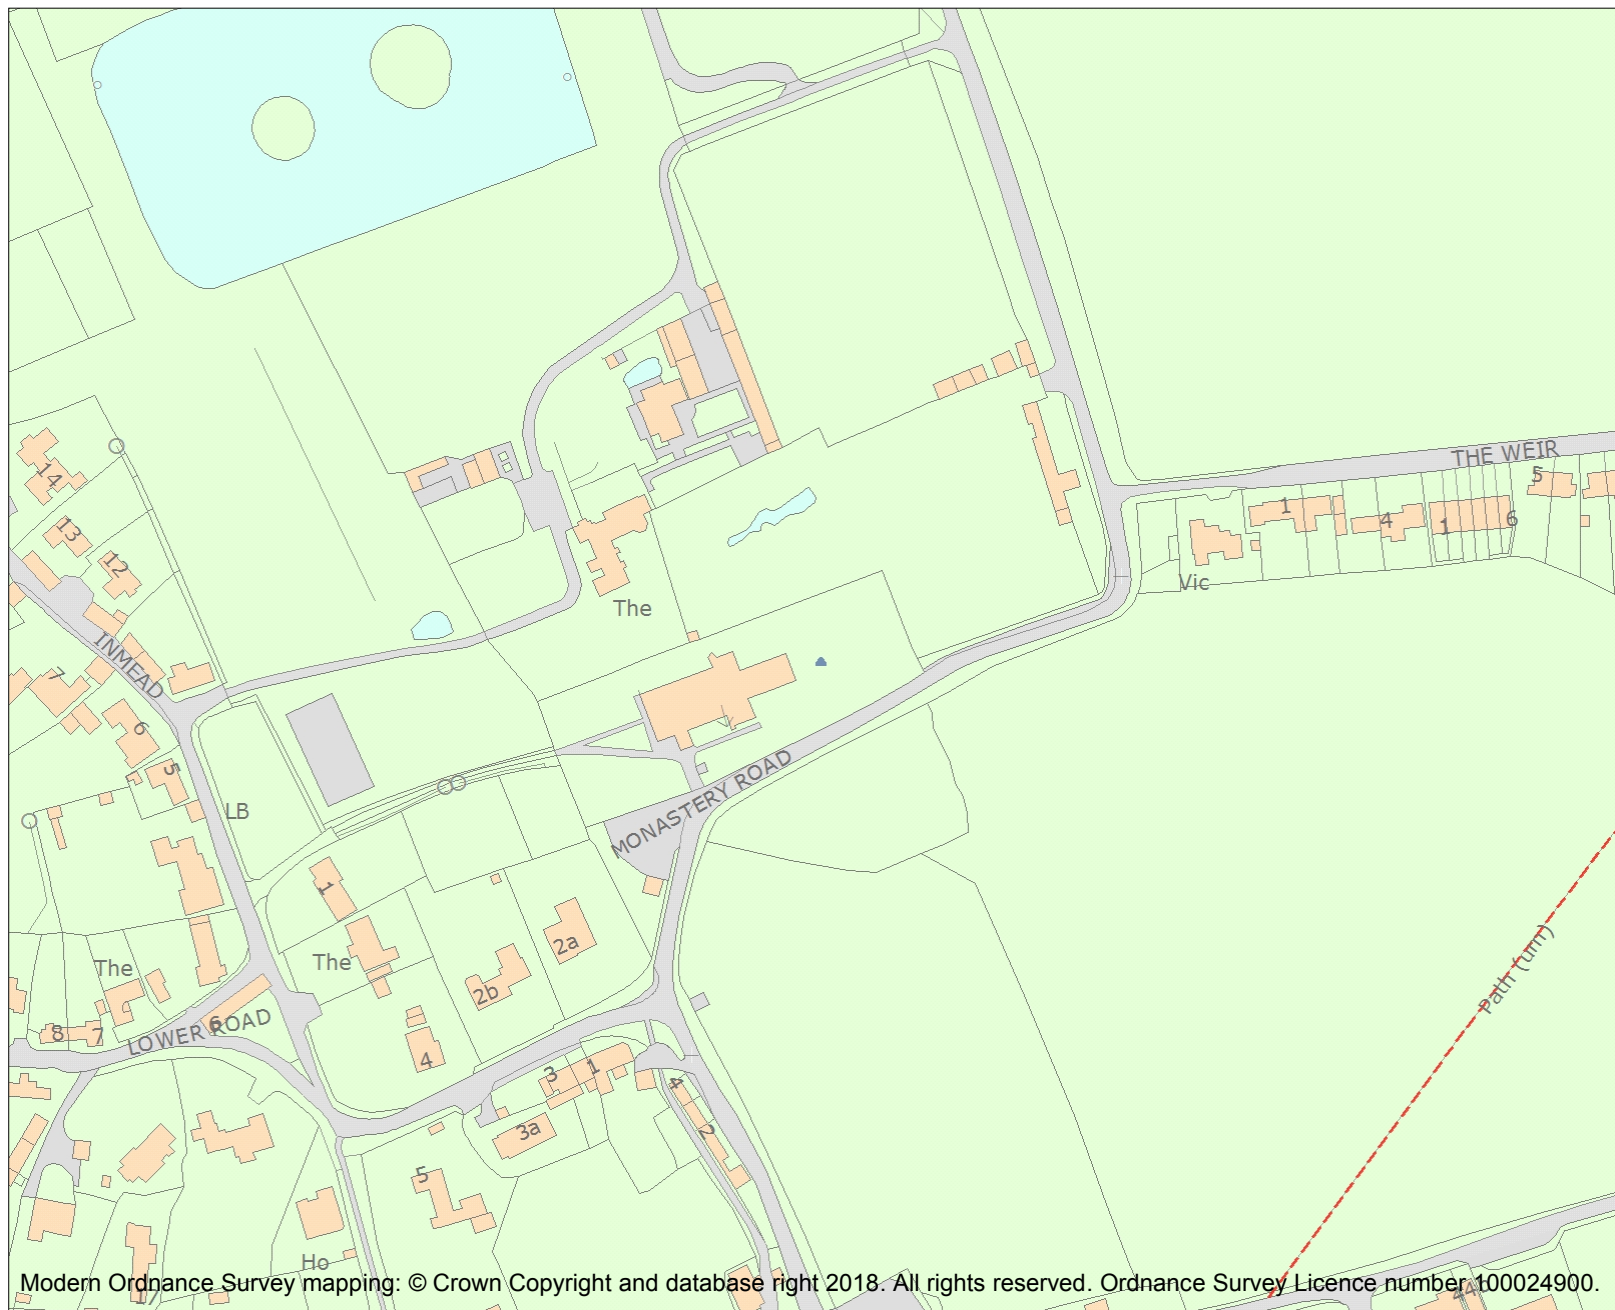 THE WEIR
5
14
1
4
1
6
13
12
Vic
The
INMEAD
7
6
5
MONASTERY ROAD
LB
1
2a
Path (um)
The
The
2b
6
8
7
LOWER ROAD
4
3
1
4
3a
2
5
Ho
17
44b
Modern Ordnance Survey mapping: © Crown Copyright and database right 2018. All rights reserved. Ordnance Survey Licence number 100024900.